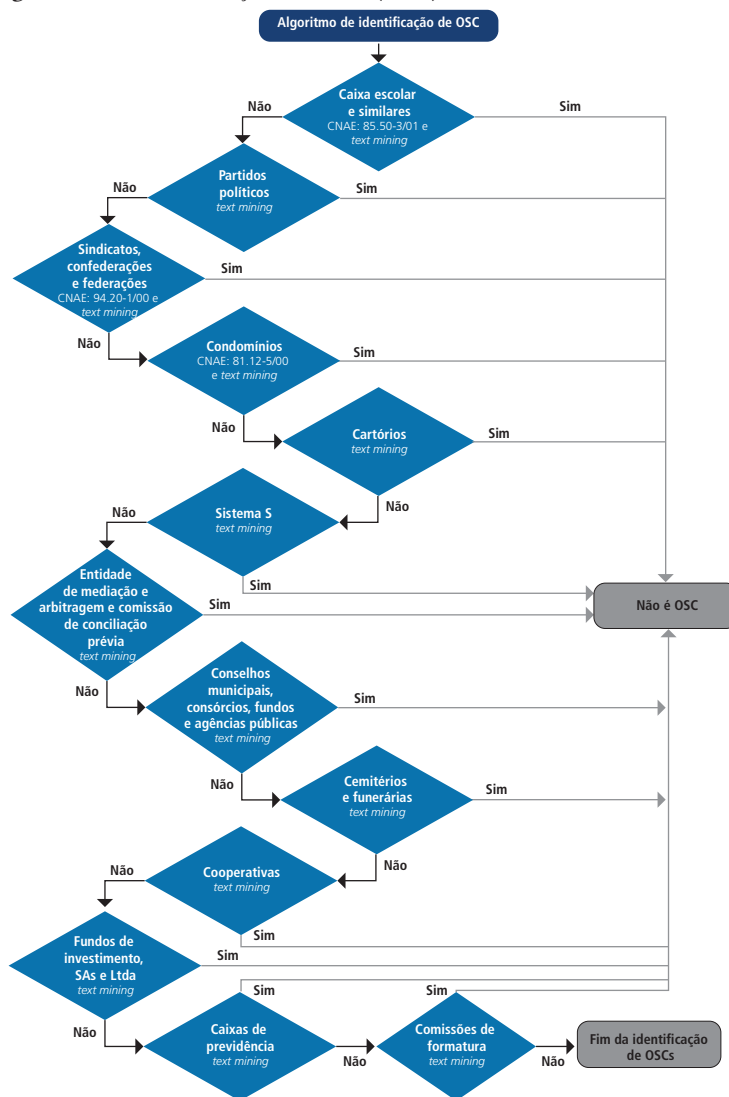 Algoritmo de identificação de OSC
Caixa escolar
e similares
CNAE: 85.50-3/01 e
text mining
Não
Sim
Partidos
políticos
text mining
Não
Sim
Sindicatos,
confederações
e federações
CNAE: 94.20-1/00 e
text mining
Sim
Não
Condomínios
CNAE: 81.12-5/00
e text mining
Sim
Não
Cartórios
text mining
Sim
Não
Sistema S
text mining
Não
Sim
Entidade
de mediação e
arbitragem e comissão
de conciliação
prévia
text mining
Sim
Não é OSC
Não
Conselhos
municipais,
consórcios, fundos
e agências públicas
text mining
Sim
Não
Cemitérios
e funerárias
text mining
Sim
Não
Cooperativas
text mining
Não
Sim
Fundos de
investimento,
SAs e Ltda
text mining
Sim
Não
Caixas de
previdência
text mining
Sim
Não
Comissões de
formatura
text mining
Sim
Não
Fim da identificação
de OSCs